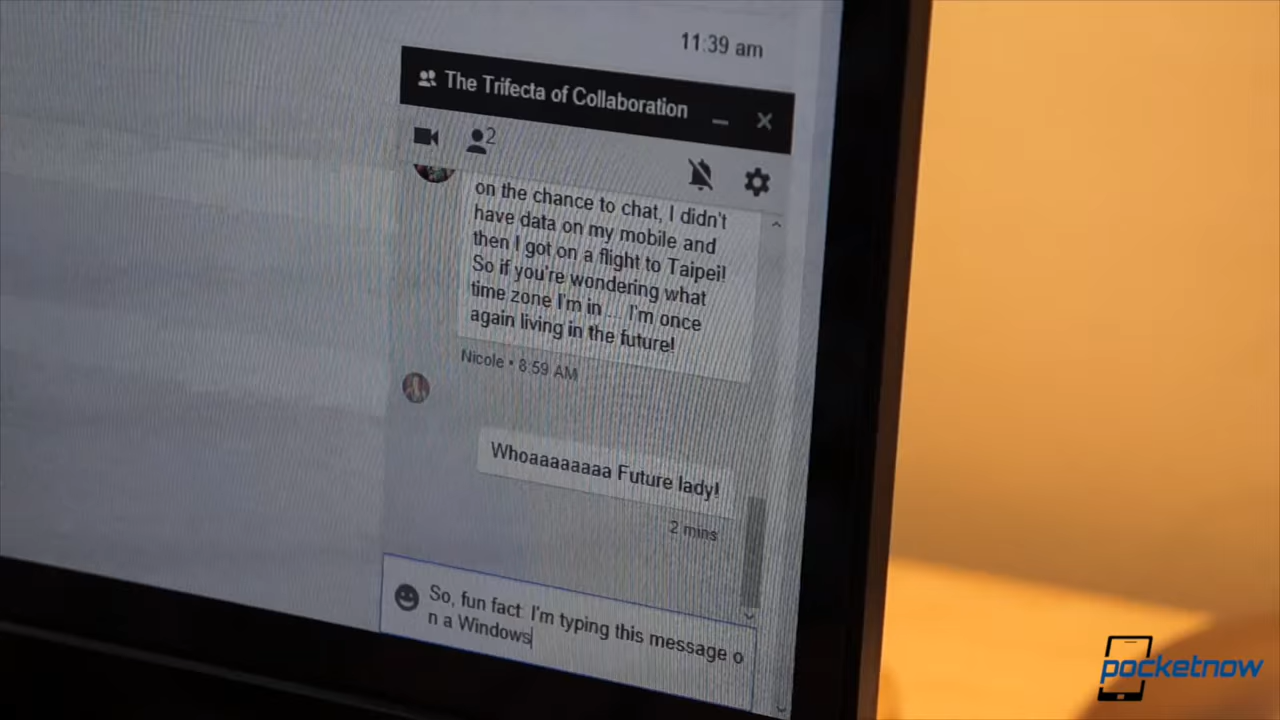 11:39 am
The Trifecta of Collaboration
2
on the chance to chat, I didn't
have data on my mobile and
then I got on a flight to Taipei!
So if you're wondering what
time zone I'm in ... I'm once
again living in the future!
Nicole • 8:59 AM
Whoaaaaaaaa Future lady!
2 mins
So, fun fact: I'm typing this message o
n a Windows
pocketnow